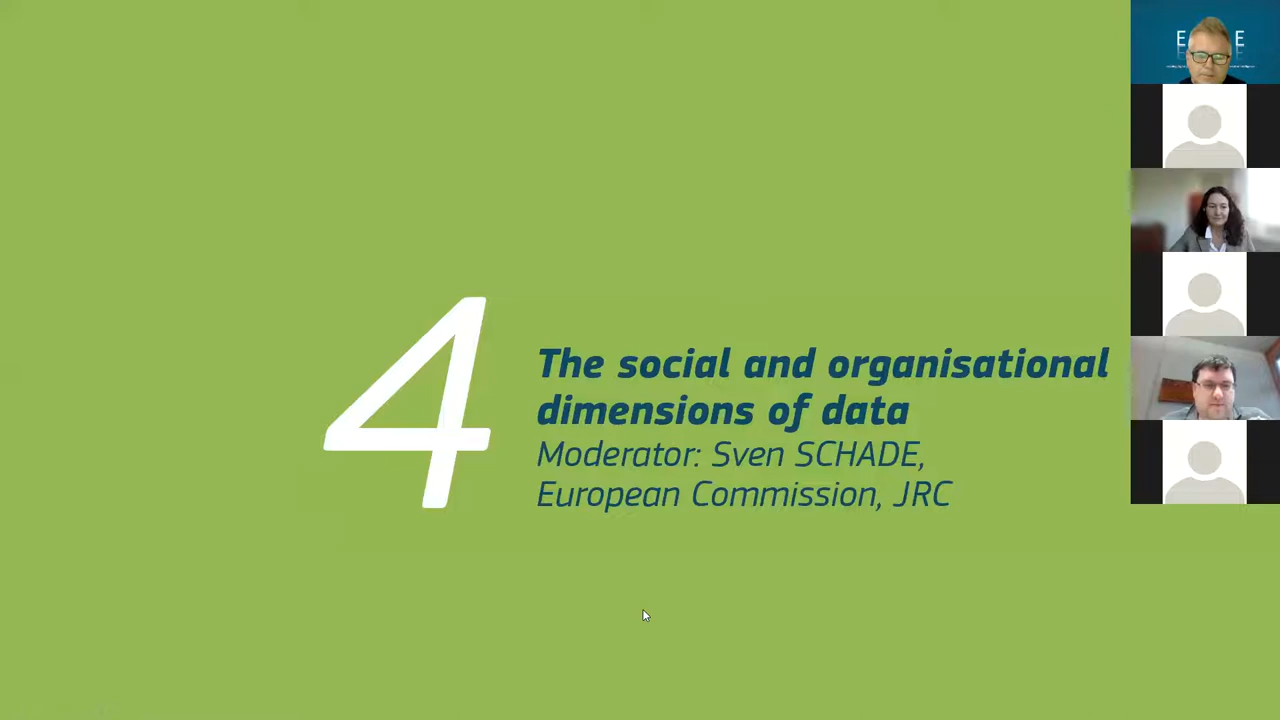 4
The social and organisational
dimensions of data
Moderator: Sven SCHADE,
European Commission, JRC